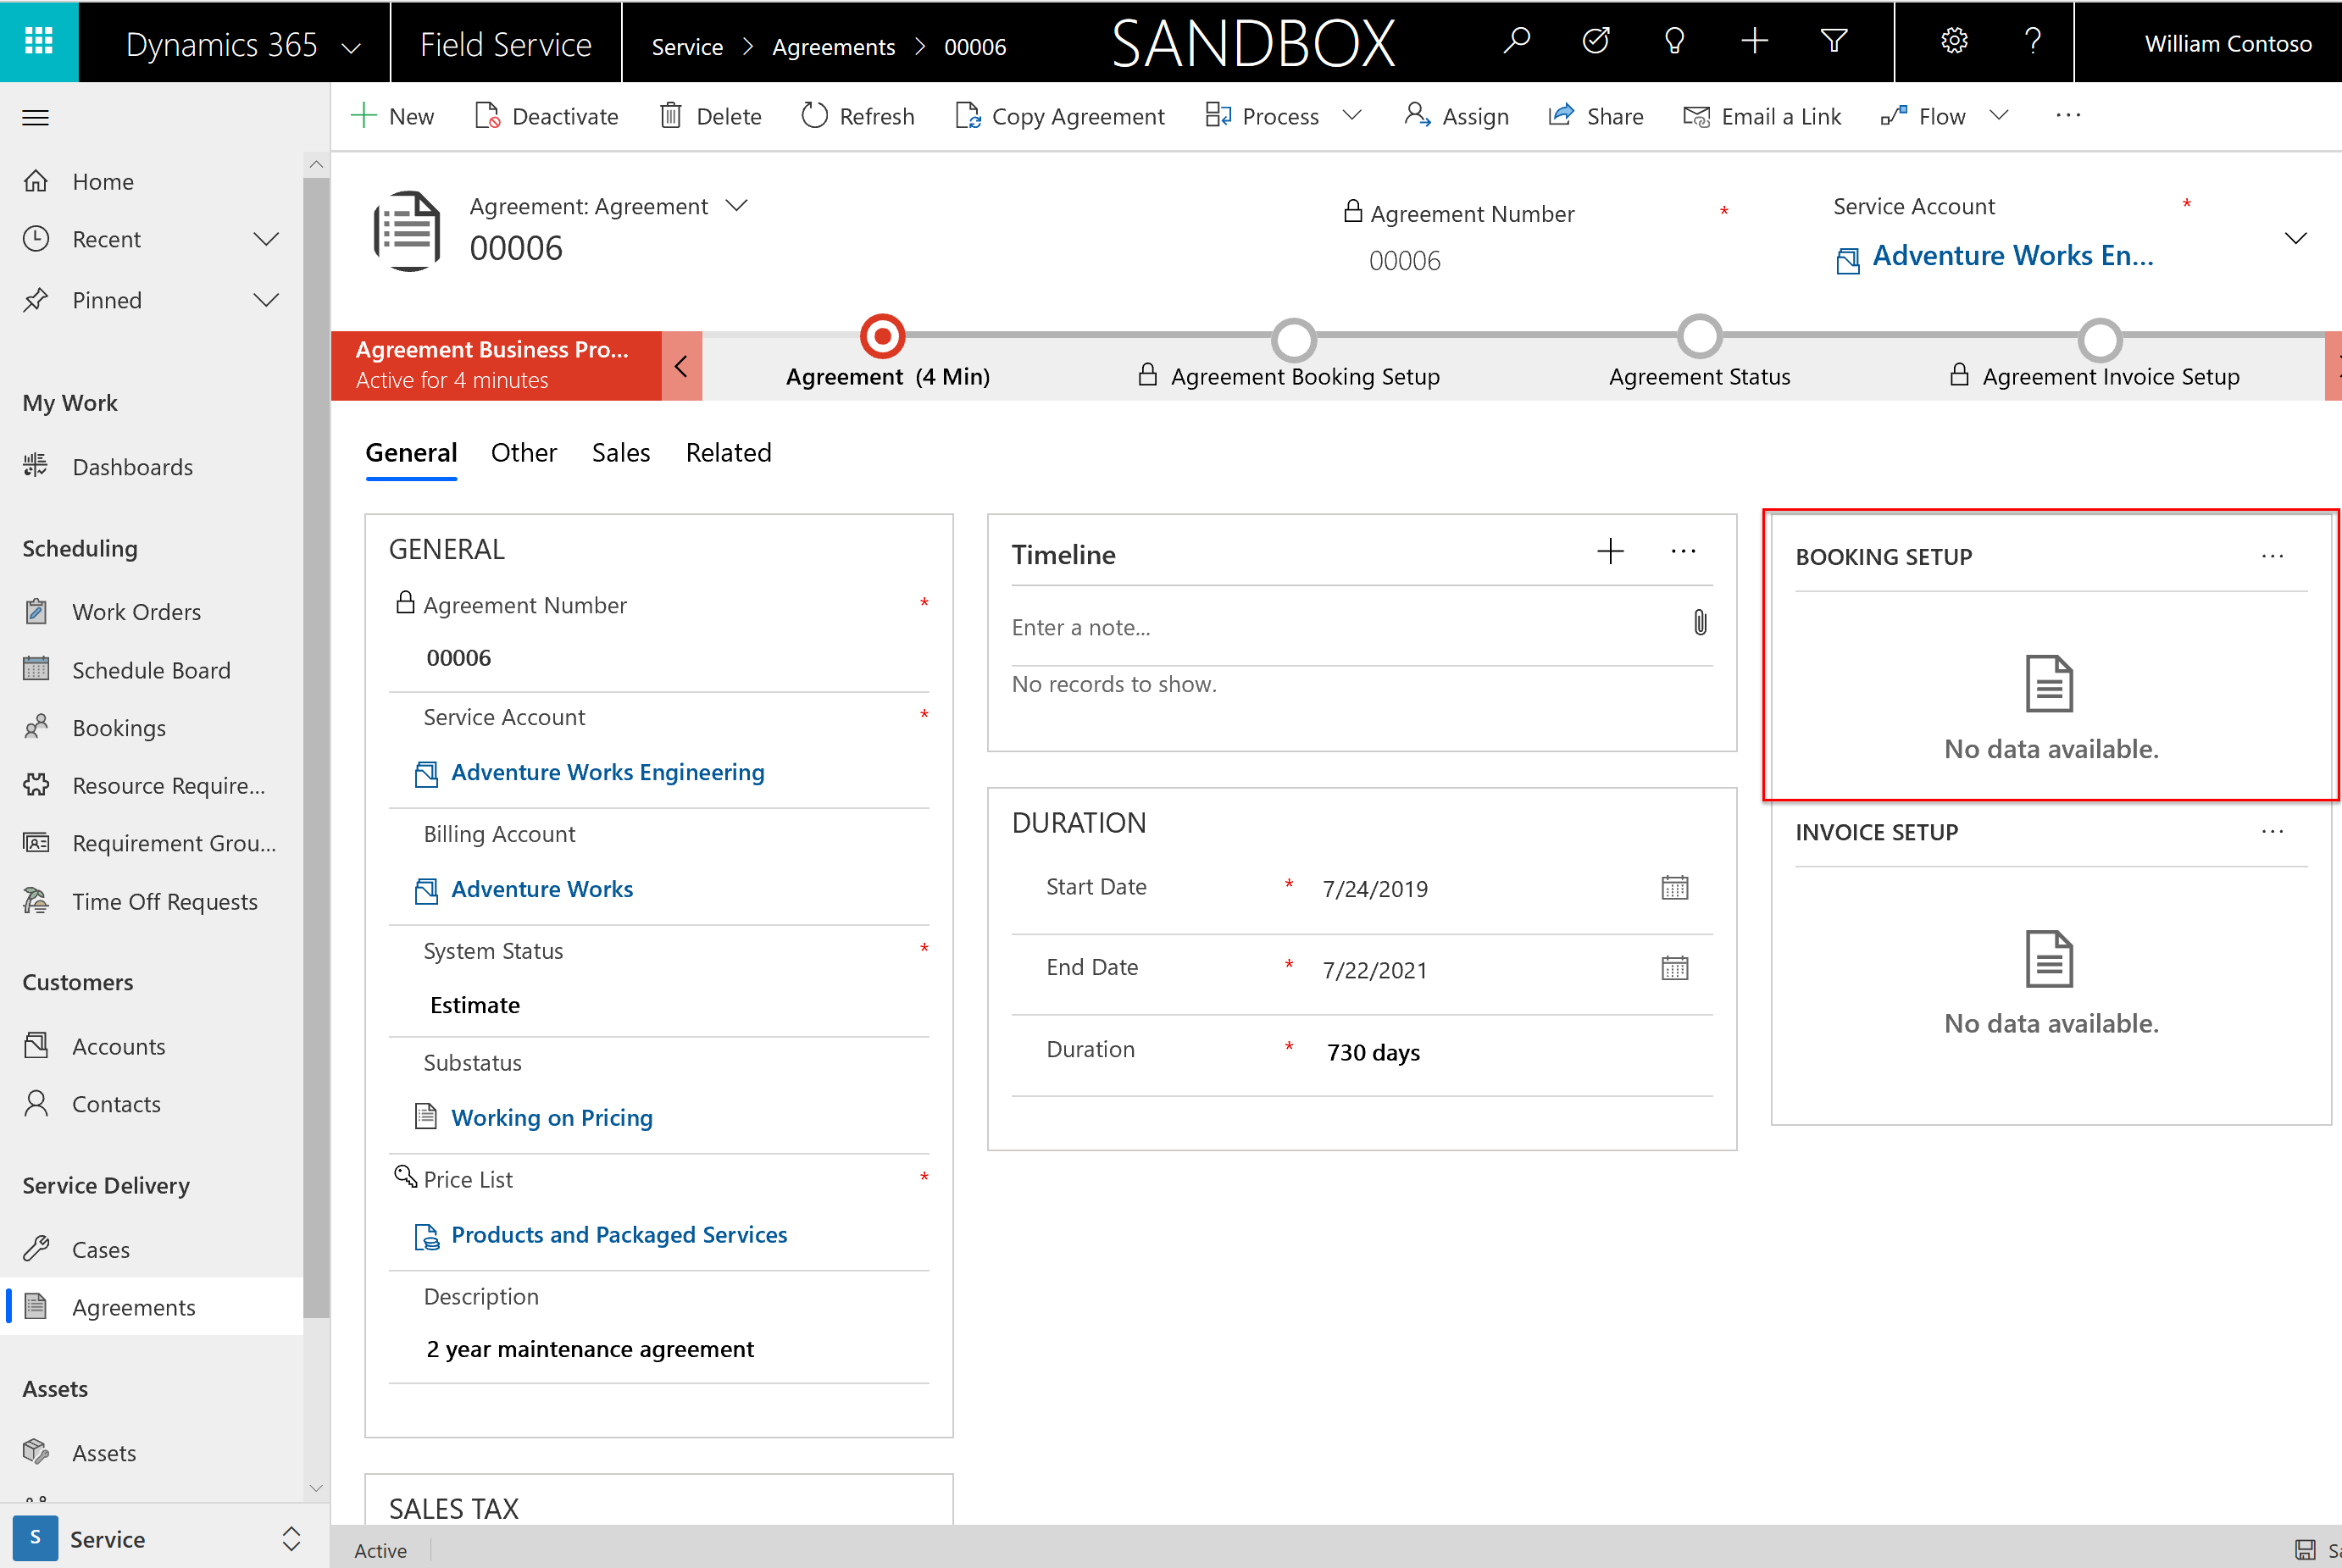 Dynamics 365
Field Service
Service > Agreements > 00006
SANDBOX
William Contoso
New
Deactivate
Delete
Refresh
Copy Agreement
Process
Assign
Share
Email a Link
Flow
Home
Recent
Pinned
My Work
Dashboards
Scheduling
Work Orders
Schedule Board
Bookings
Resource Require...
Requirement Grou...
Time Off Requests
Customers
Accounts
Contacts
Service Delivery
Cases
Agreements
Assets
Assets
S
Service
Agreement: Agreement
00006
Agreement Number *
00006
Service Account *
Adventure Works En...
Agreement Business Pro...
Active for 4 minutes
Agreement (4 Min)
Agreement Booking Setup
Agreement Status
Agreement Invoice Setup
General
Other
Sales
Related
GENERAL
Agreement Number *
00006
Service Account *
Adventure Works Engineering
Billing Account
Adventure Works
System Status *
Estimate
Substatus
Working on Pricing
Price List *
Products and Packaged Services
Description
2 year maintenance agreement
SALES TAX
Timeline
Enter a note...
No records to show.
DURATION
Start Date * 7/24/2019
End Date * 7/22/2021
Duration * 730 days
BOOKING SETUP
No data available.
INVOICE SETUP
No data available.
Active